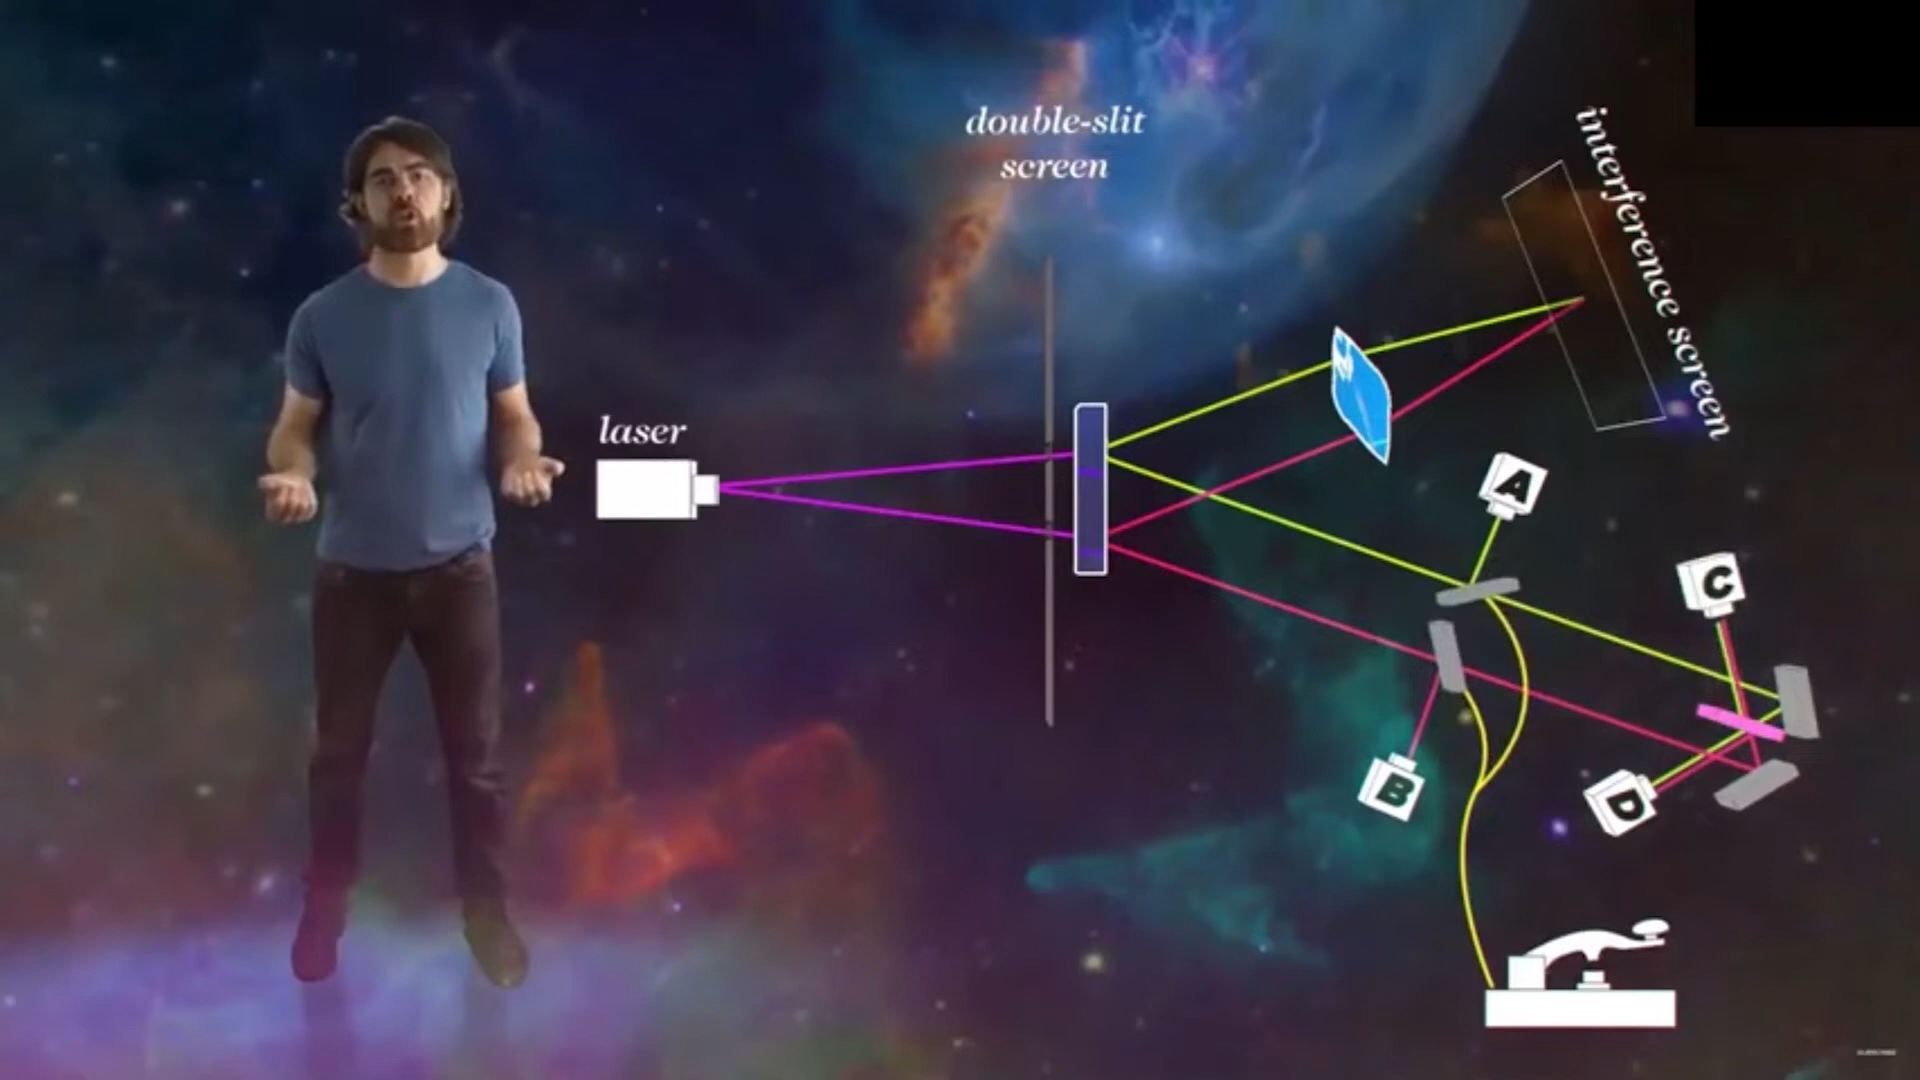 double-slit
screen
interference screen
laser
A
C
B
D